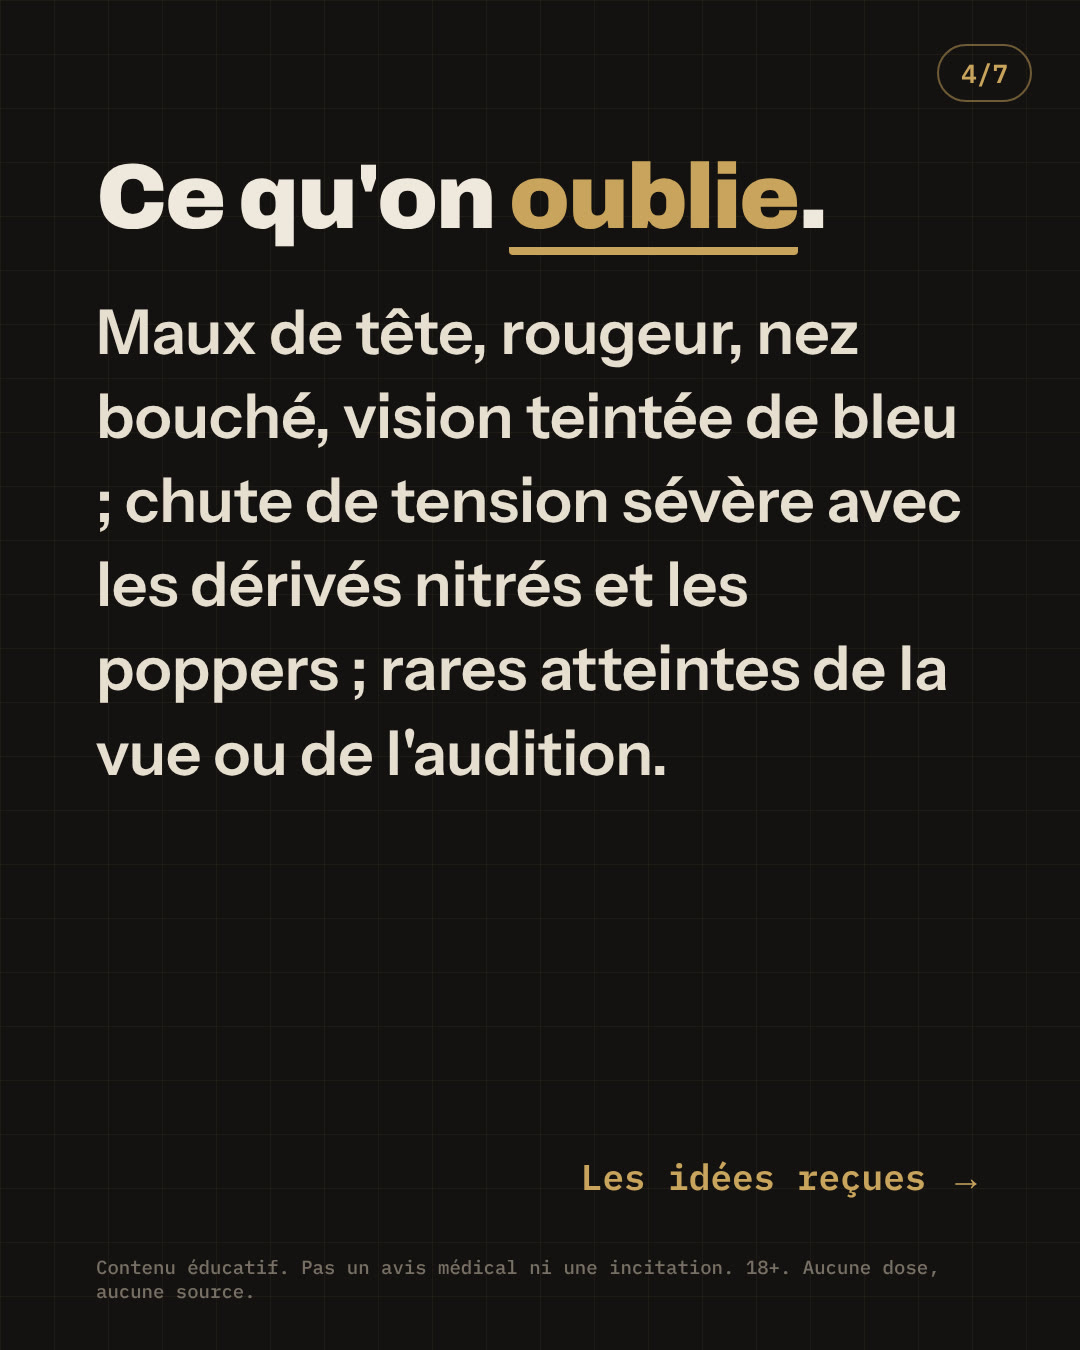 4/7
Ce qu'on oublie.
Maux de tête, rougeur, nez
bouché, vision teintée de bleu
; chute de tension sévère avec
les dérivés nitrés et les
poppers ; rares atteintes de la
vue ou de l'audition.
Les idées reçues →
Contenu éducatif. Pas un avis médical ni une incitation. 18+. Aucune dose,
aucune source.